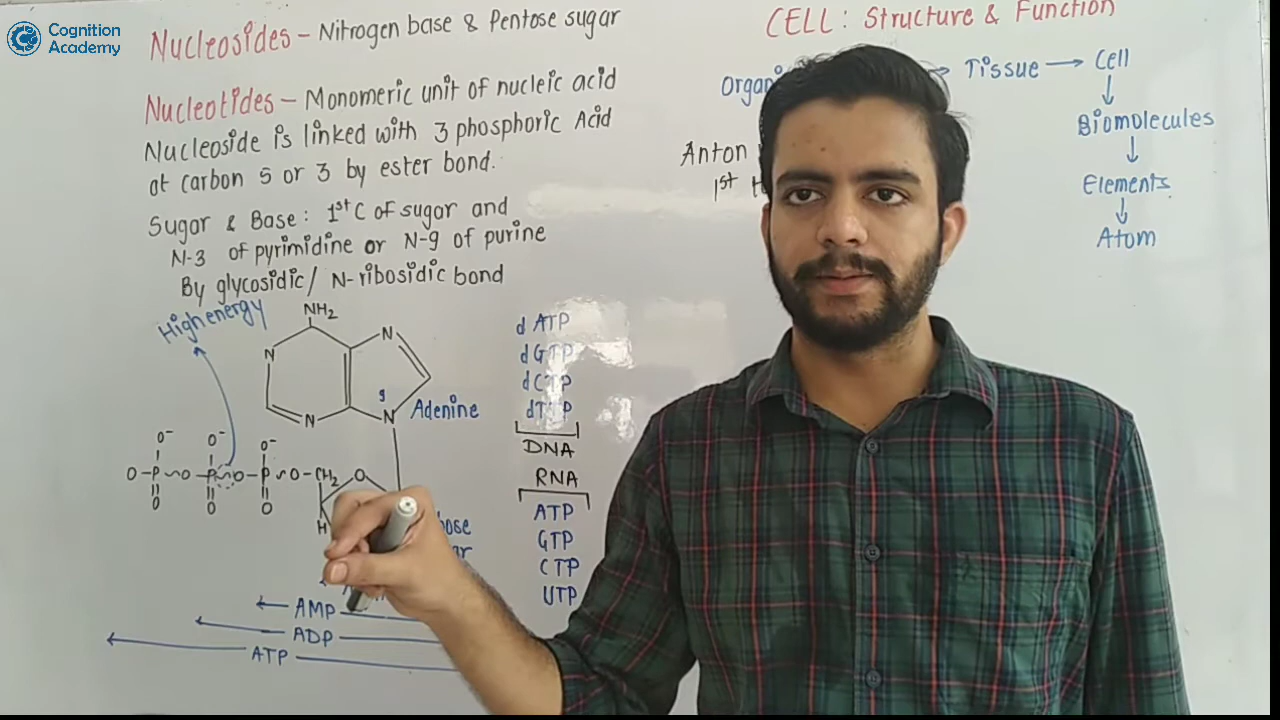 Cognition
Academy
Nucleosides - Nitrogen base & Pentose sugar
Nucleotides - Monomeric unit of nucleic acid
Nucleoside is linked with 3 phosphoric Acid
at carbon 5 or 3 by ester bond.
Sugar & Base: 1st C of sugar and
N-3 of pyrimidine or N-9 of purine
By glycosidic/ N-ribosidic bond
High energy
NH2
N
N
N
9
N
Adenine
O- O- O-
O-P~O-P~O-P~O-CH2 O
O O O
H
AMP
ADP
ATP
d ATP
dGTP
dCTP
DNA
RNA
ATP
GTP
CTP
UTP
CELL: Structure & Function
→ Tissue → Cell
↓
Biomolecules
↓
Elements
↓
Atom
Anton
1st